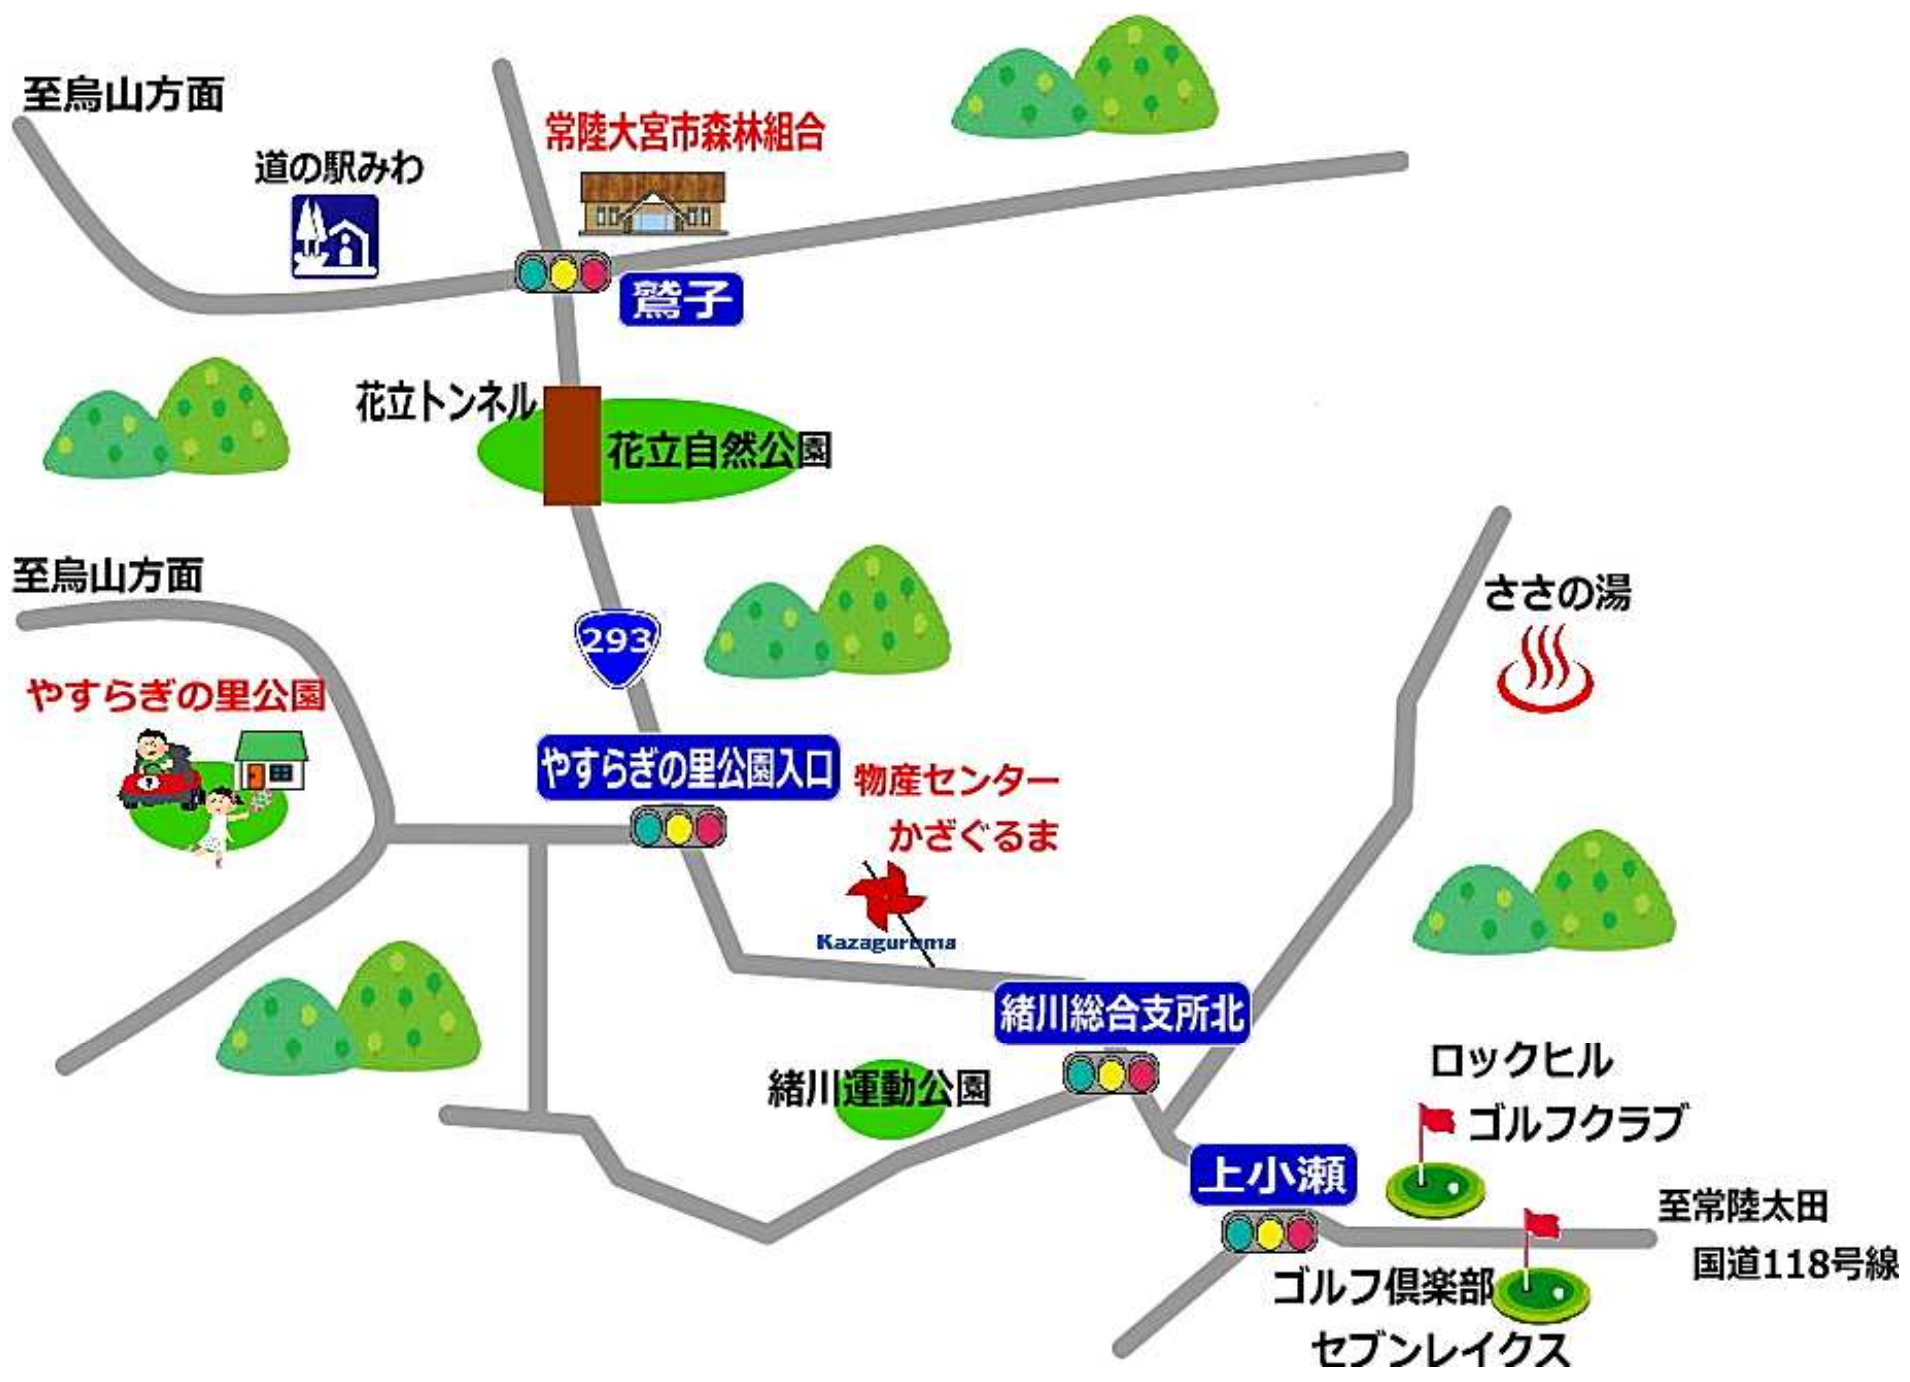 至烏山方面
常陸大宮市森林組合
道の駅みわ
鷲子
花立トンネル
花立自然公園
至烏山方面
293
ささの湯
やすらぎの里公園
やすらぎの里公園入口
物産センター
かざぐるま
?
Kazaguruma
緒川総合支所北
緒川運動公園
ロックヒル
ゴルフクラブ
上小瀬
至常陸太田
国道118号線
ゴルフ倶楽部
セブンレイクス